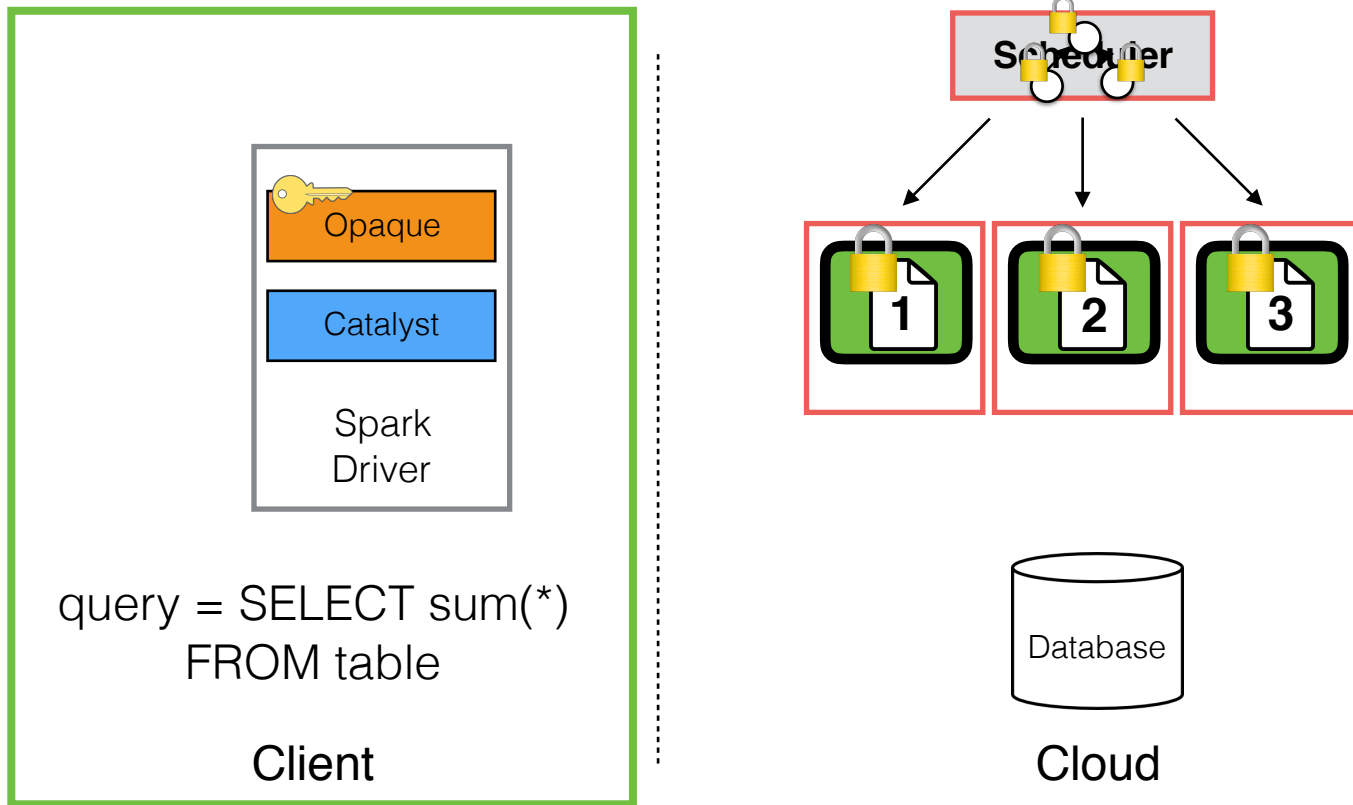 Opaque
Catalyst
Spark
Driver
query = SELECT sum(*)
FROM table
Client
Scheduler
1
2
3
Database
Cloud